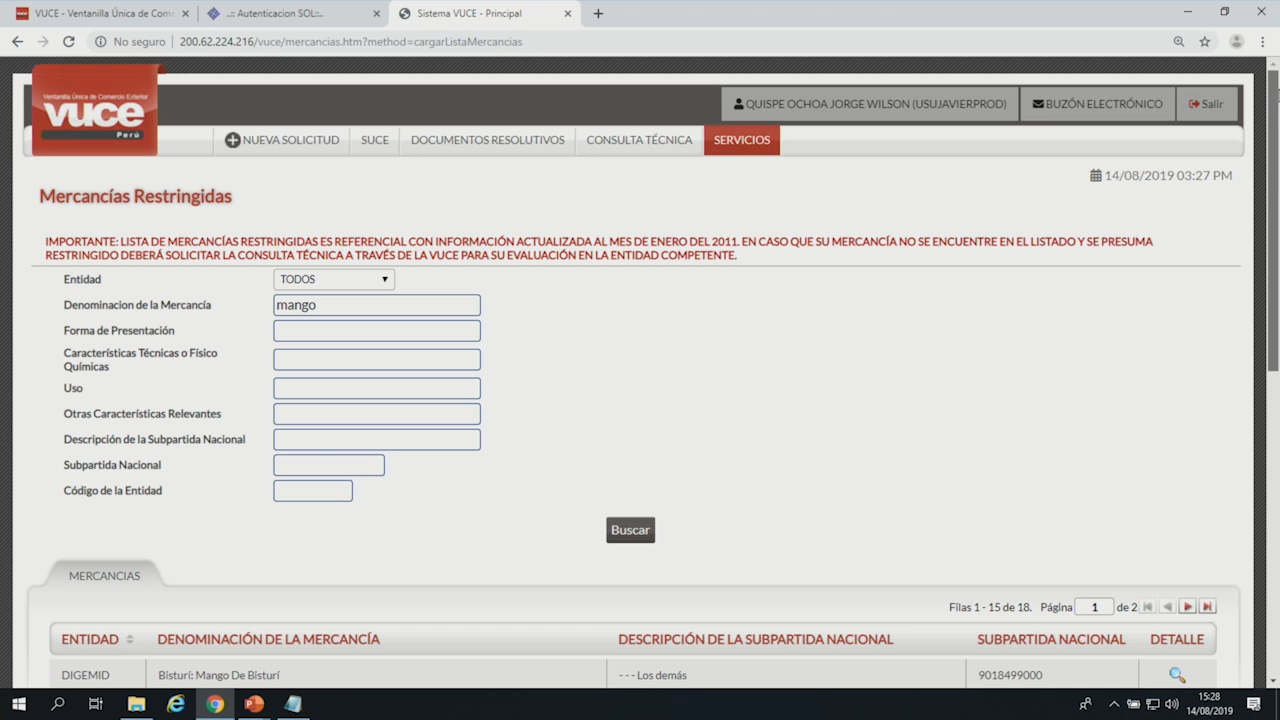 VUCE - Ventanilla Única de Come
..:: Autenticacion SOL::..
Sistema VUCE - Principal
No seguro
200.62.224.216/vuce/mercancias.htm?method=cargarListaMercancias
Ventanilla Única de Comercio Exterior
vuce
Perú
QUISPE OCHOA JORGE WILSON (USUJAVIERPROD)
BUZÓN ELECTRÓNICO
Salir
NUEVA SOLICITUD
SUCE
DOCUMENTOS RESOLUTIVOS
CONSULTA TÉCNICA
SERVICIOS
14/08/2019 03:27 PM
Mercancías Restringidas
IMPORTANTE: LISTA DE MERCANCÍAS RESTRINGIDAS ES REFERENCIAL CON INFORMACIÓN ACTUALIZADA AL MES DE ENERO DEL 2011. EN CASO QUE SU MERCANCÍA NO SE ENCUENTRE EN EL LISTADO Y SE PRESUMA
RESTRINGIDO DEBERÁ SOLICITAR LA CONSULTA TÉCNICA A TRAVÉS DE LA VUCE PARA SU EVALUACIÓN EN LA ENTIDAD COMPETENTE.
Entidad
TODOS
Denominacion de la Mercancía
mango
Forma de Presentación
Características Técnicas o Físico
Químicas
Uso
Otras Características Relevantes
Descripción de la Subpartida Nacional
Subpartida Nacional
Código de la Entidad
Buscar
MERCANCIAS
Filas 1 - 15 de 18. Página 1 de 2
ENTIDAD
DENOMINACIÓN DE LA MERCANCÍA
DESCRIPCIÓN DE LA SUBPARTIDA NACIONAL
SUBPARTIDA NACIONAL
DETALLE
DIGEMID
Bisturí: Mango De Bisturí
- - - Los demás
9018499000
15:28
14/08/2019